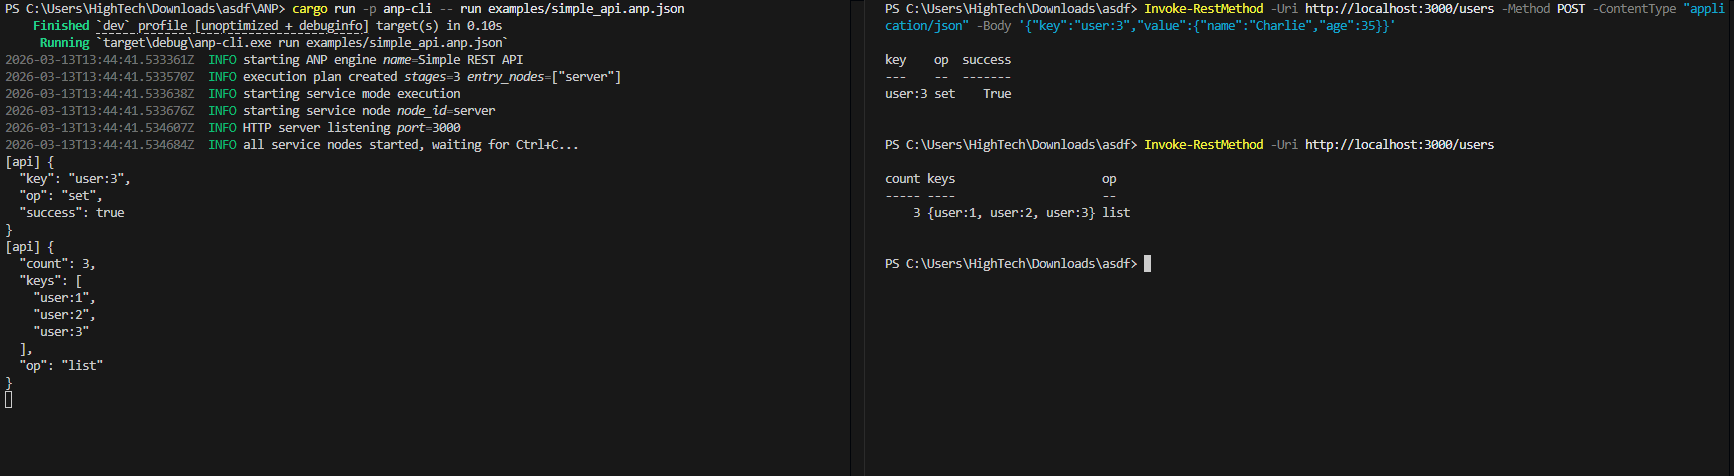 PS C:\Users\HighTech\Downloads\asdf\ANP> cargo run -p anp-cli -- run examples/simple_api.anp.json
    Finished `dev` profile [unoptimized + debuginfo] target(s) in 0.10s
     Running `target\debug\anp-cli.exe run examples/simple_api.anp.json`
2026-03-13T13:44:41.533361Z  INFO starting ANP engine name=Simple REST API
2026-03-13T13:44:41.533570Z  INFO execution plan created stages=3 entry_nodes=["server"]
2026-03-13T13:44:41.533638Z  INFO starting service mode execution
2026-03-13T13:44:41.533676Z  INFO starting service node node_id=server
2026-03-13T13:44:41.534607Z  INFO HTTP server listening port=3000
2026-03-13T13:44:41.534684Z  INFO all service nodes started, waiting for Ctrl+C...
[api] {
  "key": "user:3",
  "op": "set",
  "success": true
}
[api] {
  "count": 3,
  "keys": [
    "user:1",
    "user:2",
    "user:3"
  ],
  "op": "list"
}
PS C:\Users\HighTech\Downloads\asdf> Invoke-RestMethod -Uri http://localhost:3000/users -Method POST -ContentType "appli
cation/json" -Body '{"key":"user:3","value":{"name":"Charlie","age":35}}'
key    op  success
---    --  -------
user:3 set    True
PS C:\Users\HighTech\Downloads\asdf> Invoke-RestMethod -Uri http://localhost:3000/users
count keys                     op
----- ----                     --
    3 {user:1, user:2, user:3} list
PS C:\Users\HighTech\Downloads\asdf>